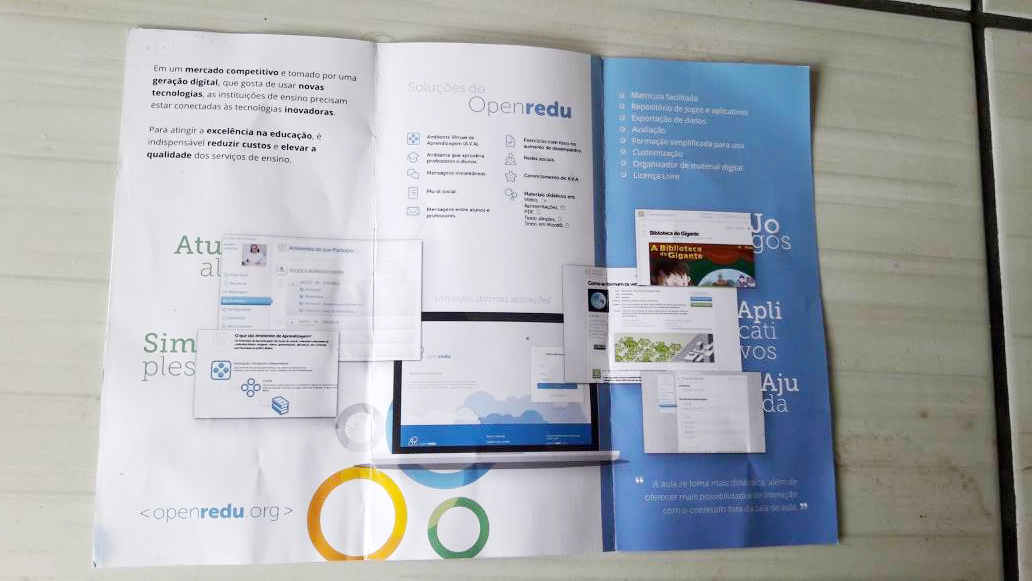 Em um mercado competitivo e tomado por uma
geração digital, que gosta de usar novas
tecnologias, as instituições de ensino precisam
estar conectadas às tecnologias inovadoras.
Para atingir a excelência na educação, é
indispensável reduzir custos e elevar a
qualidade dos serviços de ensino.
Atu
al
Sim
ples
<openredu.org>
Soluções do
Openredu
Ambiente Virtual de
Aprendizagem (A.V.A).
Ambiente que aproxima
professores e alunos.
Mensagens instantâneas.
Mural social.
Mensagens entre alunos e
professores.
Exercícios com foco no
aumento de desempenho.
Redes sociais.
Gerenciamento do A.V.A
Materiais didáticos em
Vídeo,
Apresentações,
PDF,
Texto simples,
Texto em Word®
Um login, diversas aplicações
openredu
Matrícula facilitada
Repositório de jogos e aplicativos
Exportação de dados
Avaliação
Formação simplificada para uso
Customização
Organizador de material digital
Licença Livre
Jo
gos
Biblioteca do Gigante
A Biblioteca
do Gigante
Apli
cati
vos
Aju
da
Ambientes de que Participo
O que são Ambientes de Aprendizagem?
“ A aula se torna mais dinâmica, além de
oferecer mais possibilidades de interação
com o conteúdo fora da sala de aula. ”